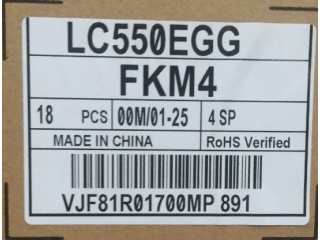 LC550EGG
FKM4
18 PCS 00M/01-25 4 SP
MADE IN CHINA RoHS Verified
VJF81R01700MP 891